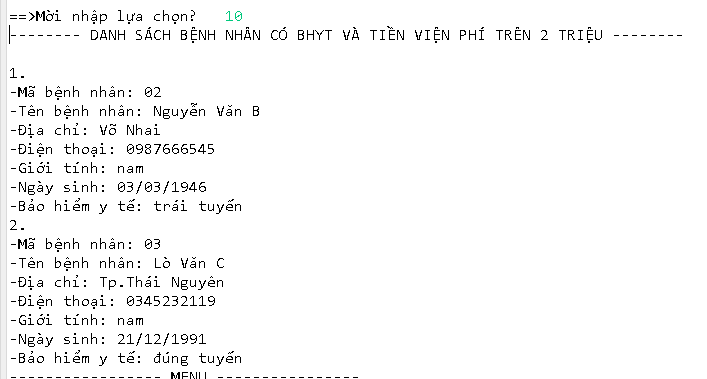 ==>Mời nhập lựa chọn? 10
-------- DANH SÁCH BỆNH NHÂN CÓ BHYT VÀ TIỀN VIỆN PHÍ TRÊN 2 TRIỆU --------
1.
-Mã bệnh nhân: 02
-Tên bệnh nhân: Nguyễn Văn B
-Địa chỉ: Võ Nhai
-Điện thoại: 0987666545
-Giới tính: nam
-Ngày sinh: 03/03/1946
-Bảo hiểm y tế: trái tuyến
2.
-Mã bệnh nhân: 03
-Tên bệnh nhân: Lò Văn C
-Địa chỉ: Tp.Thái Nguyên
-Điện thoại: 0345232119
-Giới tính: nam
-Ngày sinh: 21/12/1991
-Bảo hiểm y tế: đúng tuyến
----------------- MENU ----------------